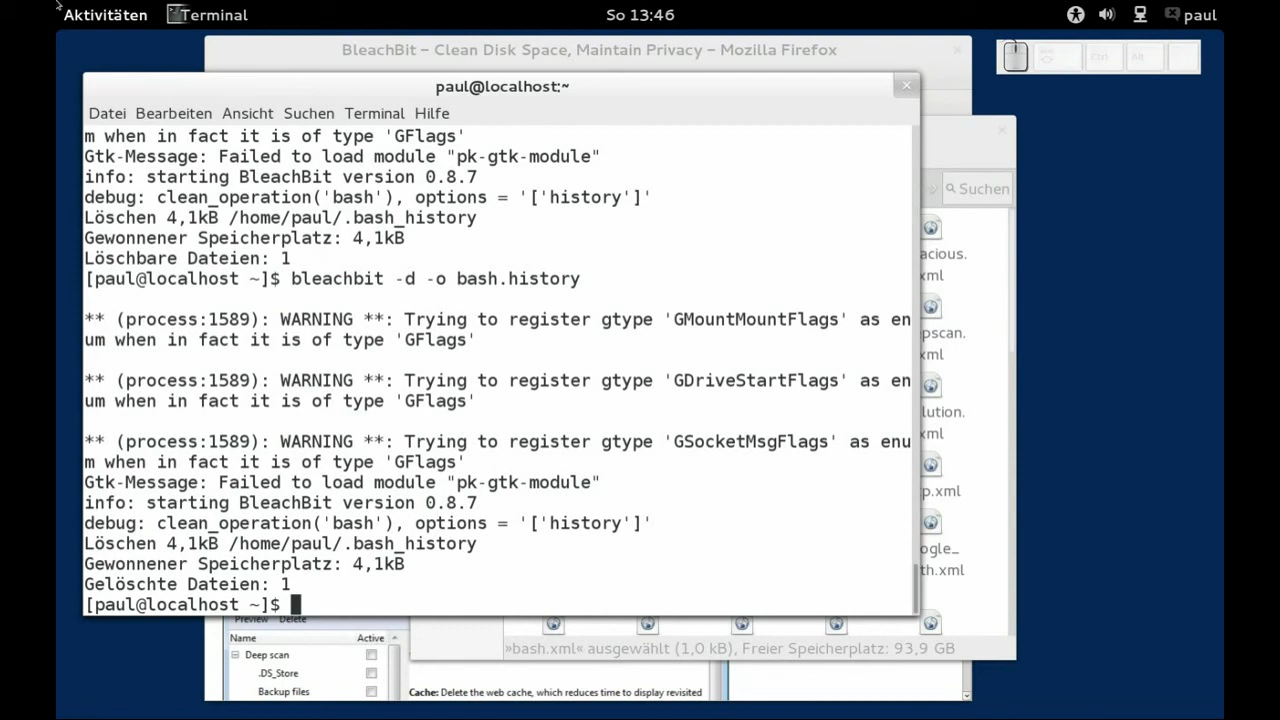 Aktivitäten Terminal So 13:46 paul
BleachBit – Clean Disk Space, Maintain Privacy – Mozilla Firefox
Ctrl Alt
paul@localhost:~
Datei Bearbeiten Ansicht Suchen Terminal Hilfe
m when in fact it is of type 'GFlags'
Gtk-Message: Failed to load module "pk-gtk-module"
info: starting BleachBit version 0.8.7
debug: clean_operation('bash'), options = '['history']'
Löschen 4,1kB /home/paul/.bash_history
Gewonnener Speicherplatz: 4,1kB
Löschbare Dateien: 1
[paul@localhost ~]$ bleachbit -d -o bash.history
** (process:1589): WARNING **: Trying to register gtype 'GMountMountFlags' as en
um when in fact it is of type 'GFlags'
** (process:1589): WARNING **: Trying to register gtype 'GDriveStartFlags' as en
um when in fact it is of type 'GFlags'
** (process:1589): WARNING **: Trying to register gtype 'GSocketMsgFlags' as enu
m when in fact it is of type 'GFlags'
Gtk-Message: Failed to load module "pk-gtk-module"
info: starting BleachBit version 0.8.7
debug: clean_operation('bash'), options = '['history']'
Löschen 4,1kB /home/paul/.bash_history
Gewonnener Speicherplatz: 4,1kB
Gelöschte Dateien: 1
[paul@localhost ~]$
Suchen
acious.
xml
epscan.
xml
olution.
xml
p.xml
ogle_
th.xml
»bash.xml« ausgewählt (1,0 kB), Freier Speicherplatz: 93,9 GB
Preview Delete
Name Active
Deep scan
.DS_Store
Backup files
Cache: Delete the web cache, which reduces time to display revisited